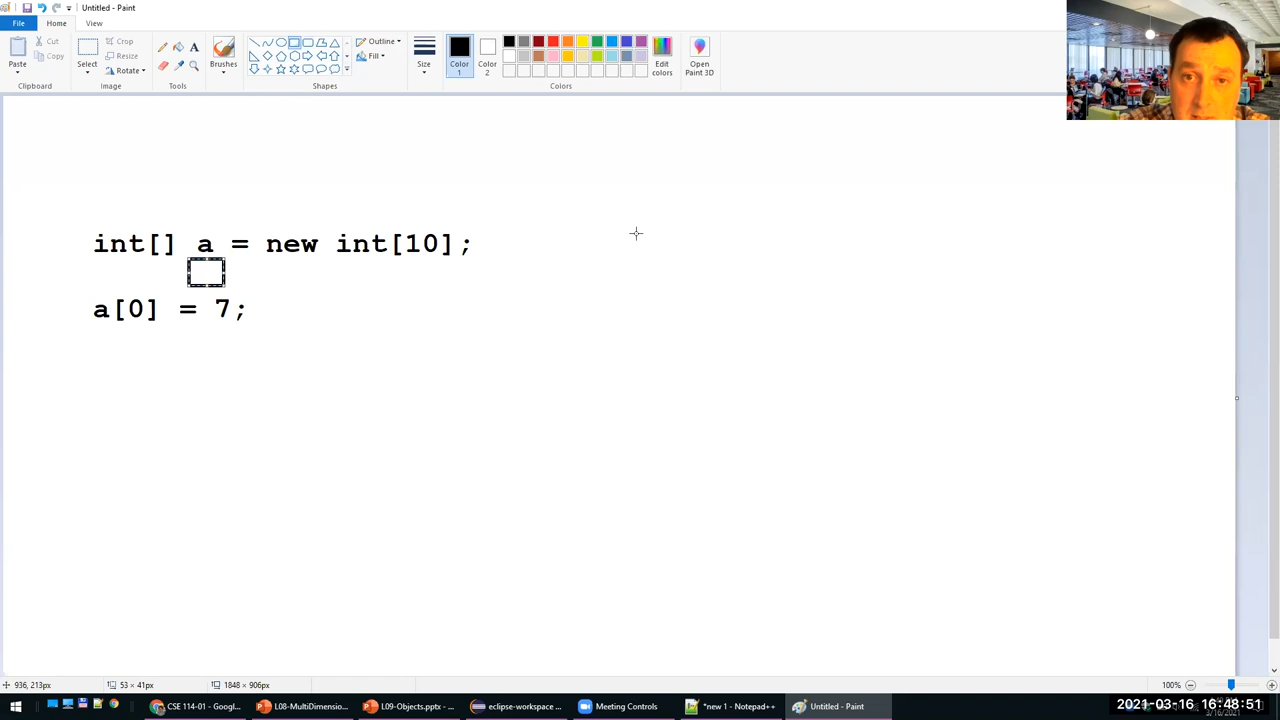 Untitled - Paint
File
Home
View
Paste
Cut
Copy
Clipboard
Select
Crop
Resize
Rotate
Image
A
Tools
Brushes
Shapes
Outline
Fill
Size
Color 1
Color 2
Colors
Edit colors
Open Paint 3D
int[] a = new int[10];
a[0] = 7;
936, 213px
53 × 41px
1848 × 906px
100%
CSE 114-01 - Googl...
L08-MultiDimensio...
L09-Objects.pptx - ...
eclipse-workspace ...
Meeting Controls
*new 1 - Notepad++
Untitled - Paint
2021-03-16 16:48:51
3/16/2021